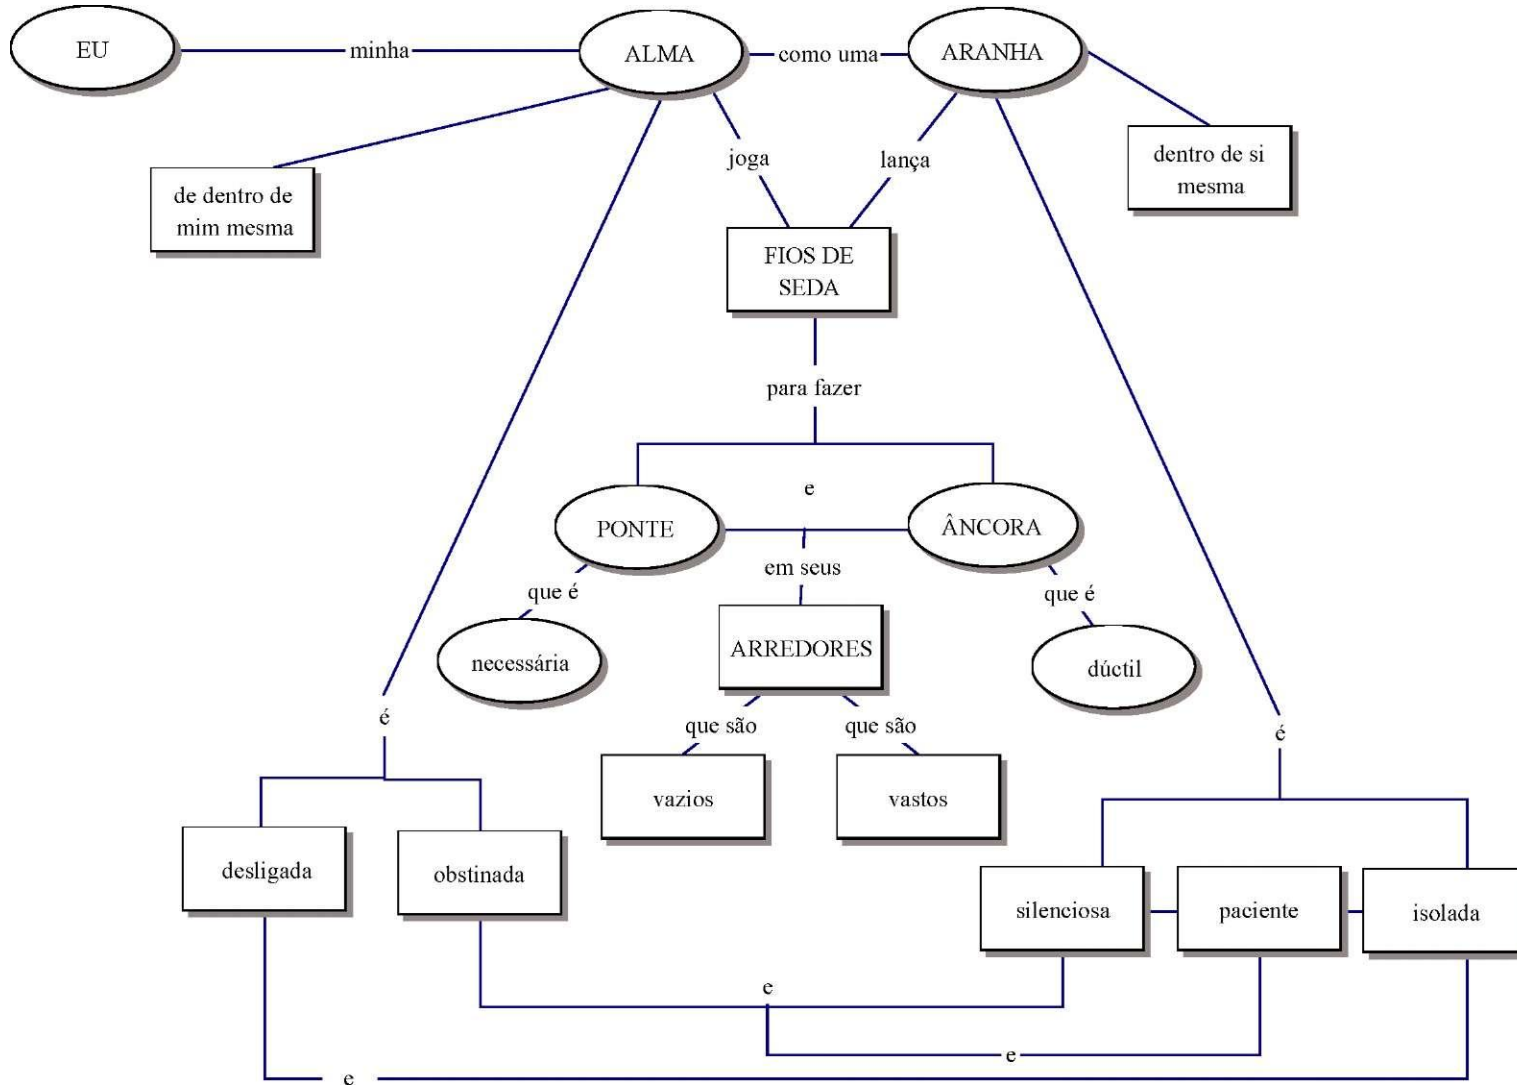 EU
minha
ALMA
como uma
ARANHA
de dentro de
mim mesma
joga
lança
dentro de si
mesma
FIOS DE
SEDA
para fazer
e
PONTE
ÂNCORA
em seus
que é
que é
necessária
ARREDORES
dúctil
é
que são
que são
é
vazios
vastos
desligada
obstinada
silenciosa
paciente
isolada
e
e
e